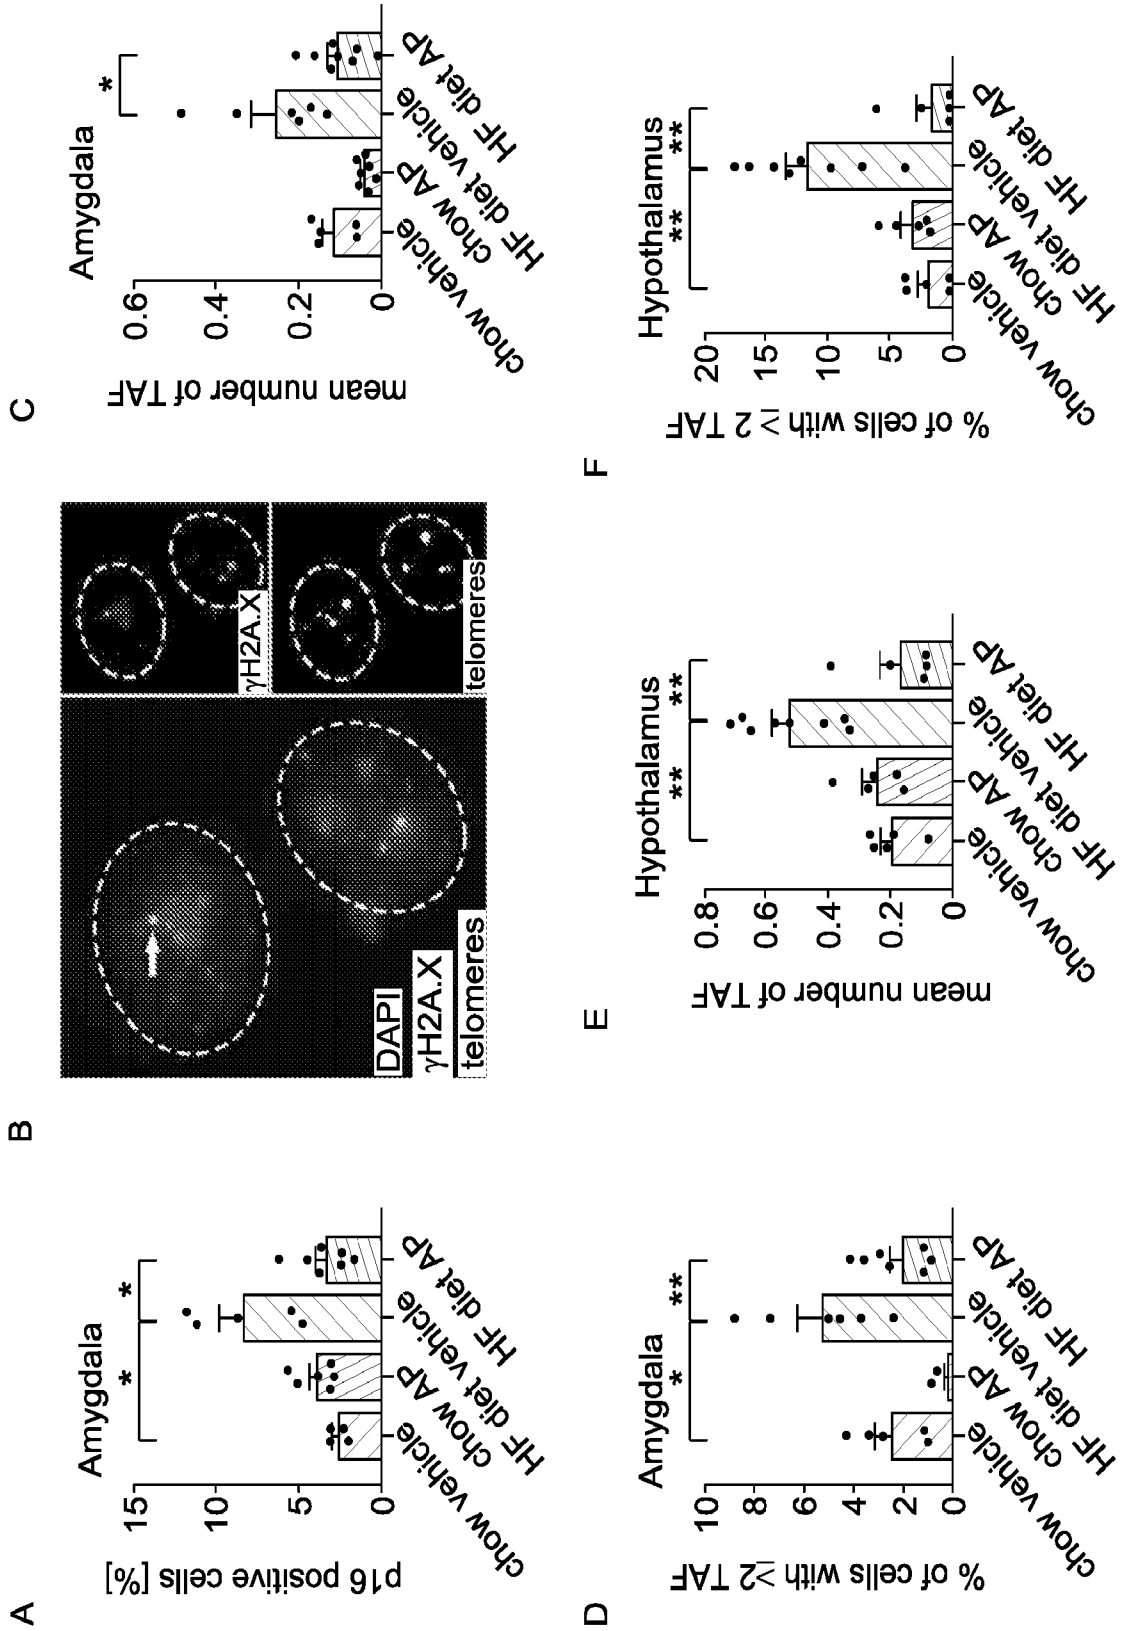 A
Amygdala
* *
p16 positive cells [%]
15
10
5
0
chow vehicle
chow AP
HF diet vehicle
HF diet AP
B
DAPI
γH2A.X
telomeres
γH2A.X
telomeres
C
Amygdala
*
mean number of TAF
0.6
0.4
0.2
0
chow vehicle
chow AP
HF diet vehicle
HF diet AP
D
Amygdala
* **
% of cells with ≥2 TAF
10
8
6
4
2
0
chow vehicle
chow AP
HF diet vehicle
HF diet AP
E
Hypothalamus
** **
mean number of TAF
0.8
0.6
0.4
0.2
0
chow vehicle
chow AP
HF diet vehicle
HF diet AP
F
Hypothalamus
** **
% of cells with ≥ 2 TAF
20
15
10
5
0
chow vehicle
chow AP
HF diet vehicle
HF diet AP